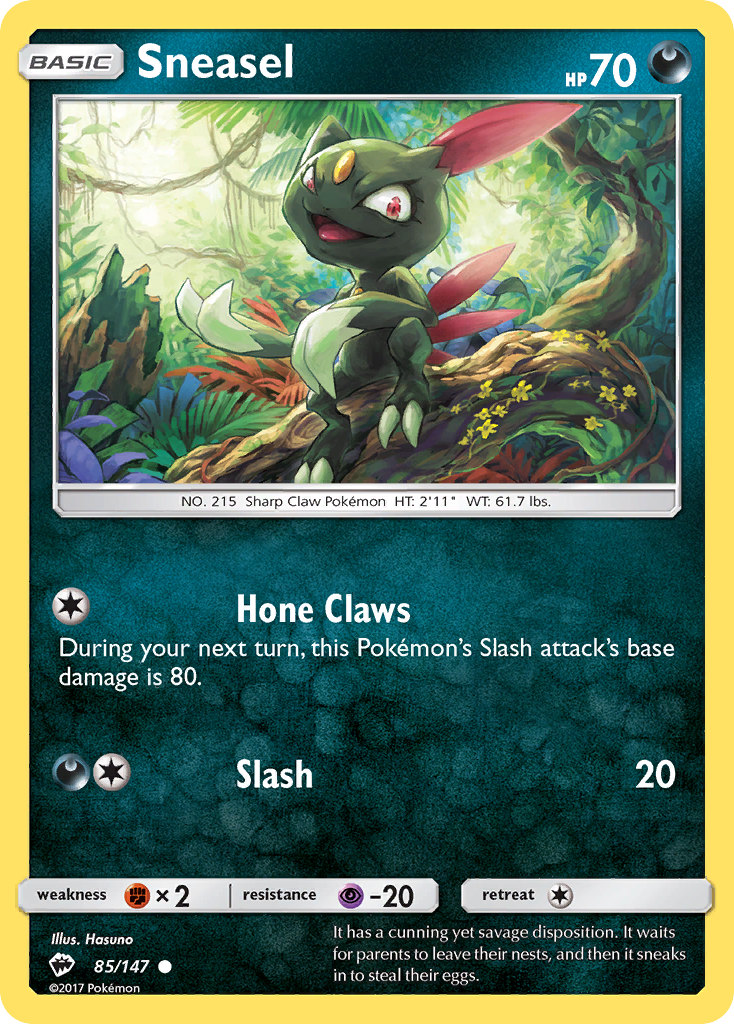 BASIC Sneasel HP70
NO. 215 Sharp Claw Pokémon HT: 2'11" WT: 61.7 lbs.
Hone Claws
During your next turn, this Pokémon's Slash attack's base
damage is 80.
Slash 20
weakness ×2 resistance -20 retreat
Illus. Hasuno
85/147
©2017 Pokémon
It has a cunning yet savage disposition. It waits
for parents to leave their nests, and then it sneaks
in to steal their eggs.